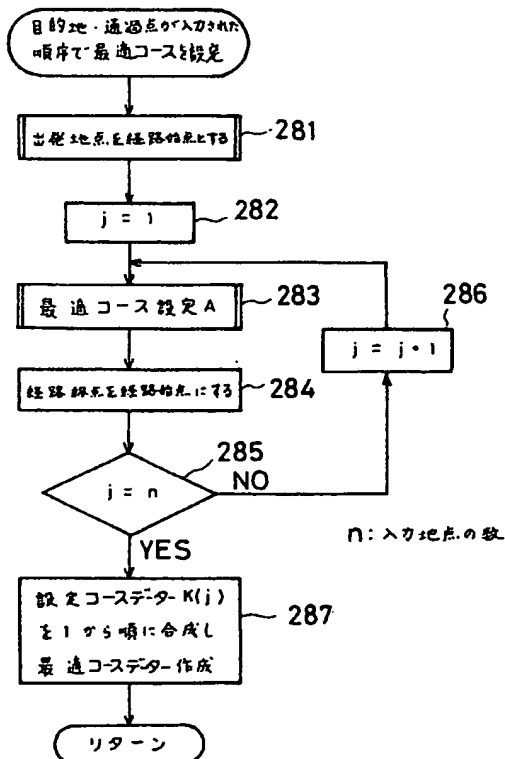 目的地・通過点が入力された
順序で最適コースを設定
出発地点を経路始点とする
281
j = 1
282
最適コース設定A
283
286
j = j・1
経路終点を経路始点にする
284
285
j = n
NO
YES
n:入力地点の数
設定コースデーターK(j)
を1から順に合成し
最適コースデーター作成
287
リターン